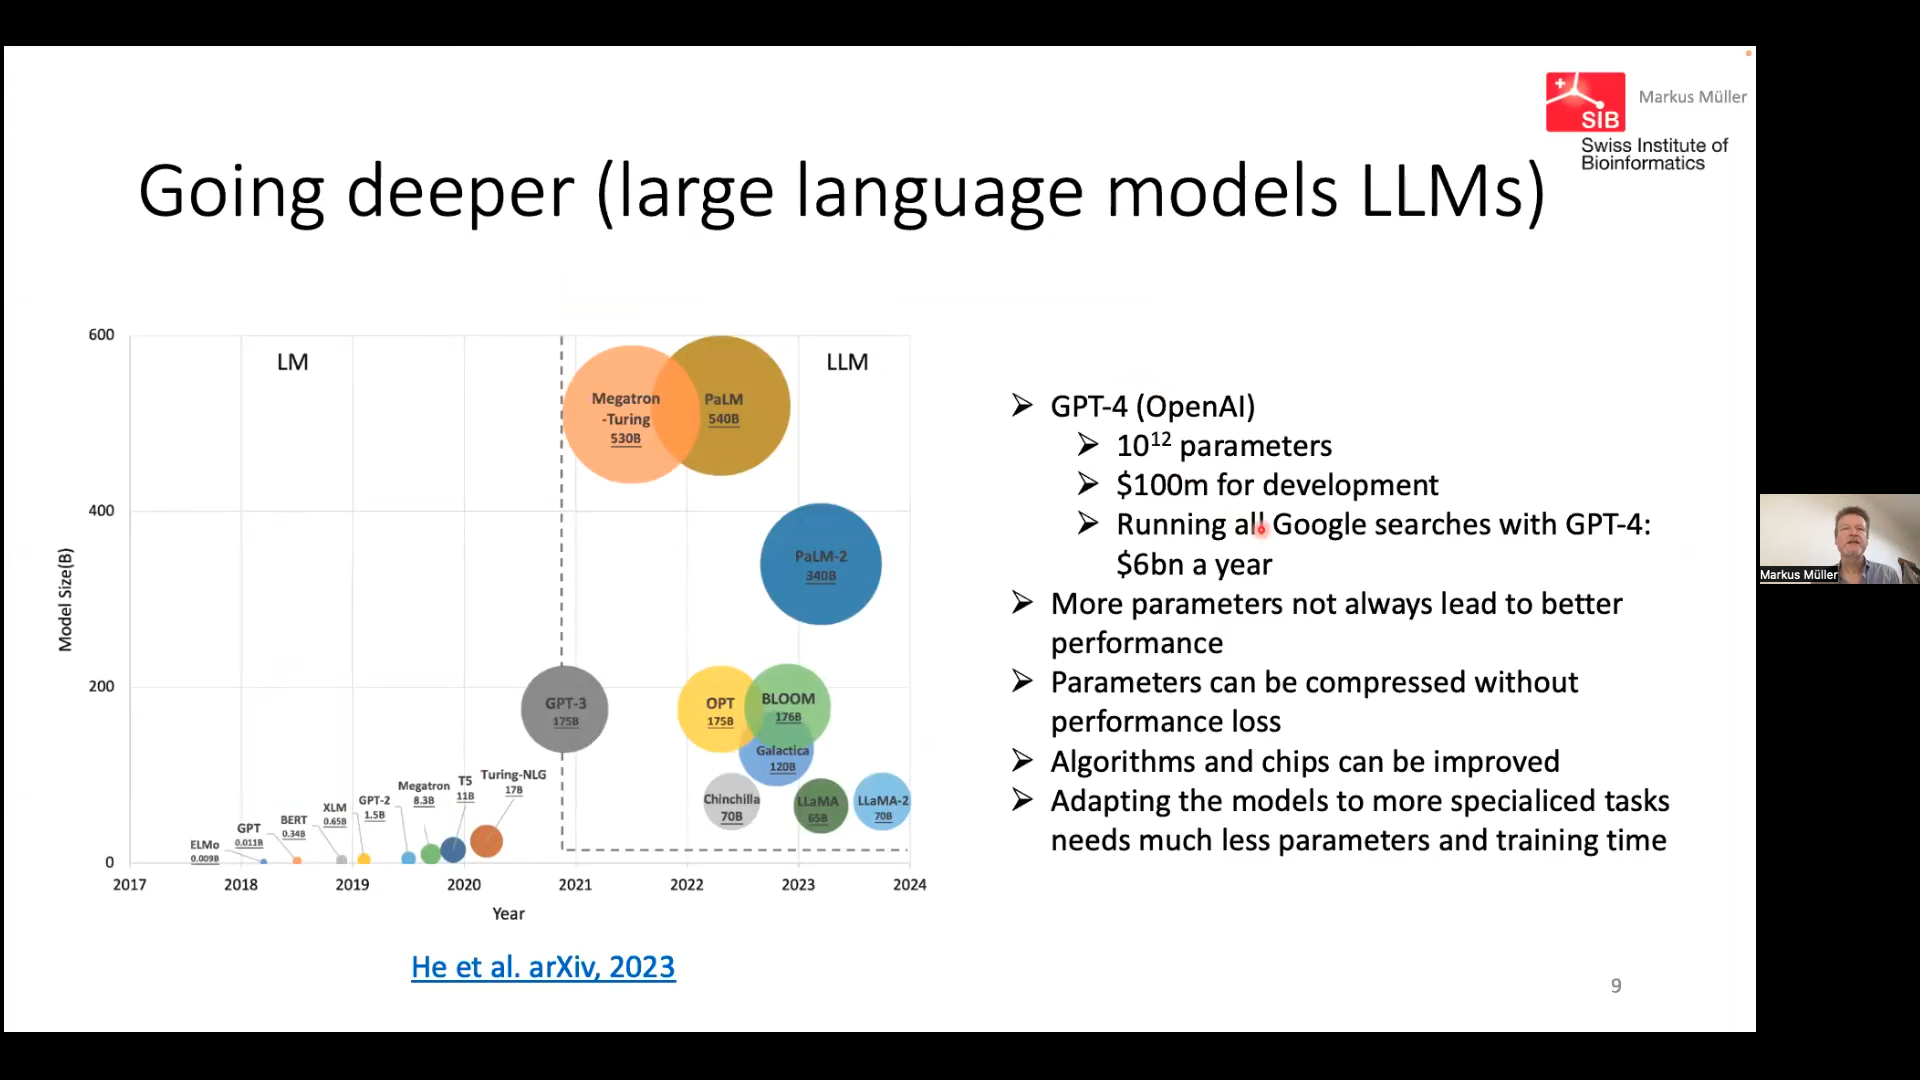 SIB
Markus Müller
Swiss Institute of
Bioinformatics
Going deeper (large language models LLMs)
600
400
200
0
Model Size(B)
LM
LLM
Megatron
-Turing
530B
PaLM
540B
PaLM-2
340B
GPT-3
175B
OPT
175B
BLOOM
176B
Galactica
120B
Chinchilla
70B
LLaMA
65B
LLaMA-2
70B
ELMo
0.009B
GPT
0.011B
BERT
0.34B
XLM
0.65B
GPT-2
1.5B
Megatron
8.3B
T5
11B
Turing-NLG
17B
2017 2018 2019 2020 2021 2022 2023 2024
Year
He et al. arXiv, 2023
➢ GPT-4 (OpenAI)
➢ 10¹² parameters
➢ $100m for development
➢ Running all Google searches with GPT-4:
$6bn a year
➢ More parameters not always lead to better
performance
➢ Parameters can be compressed without
performance loss
➢ Algorithms and chips can be improved
➢ Adapting the models to more specialiced tasks
needs much less parameters and training time
9
Markus Müller